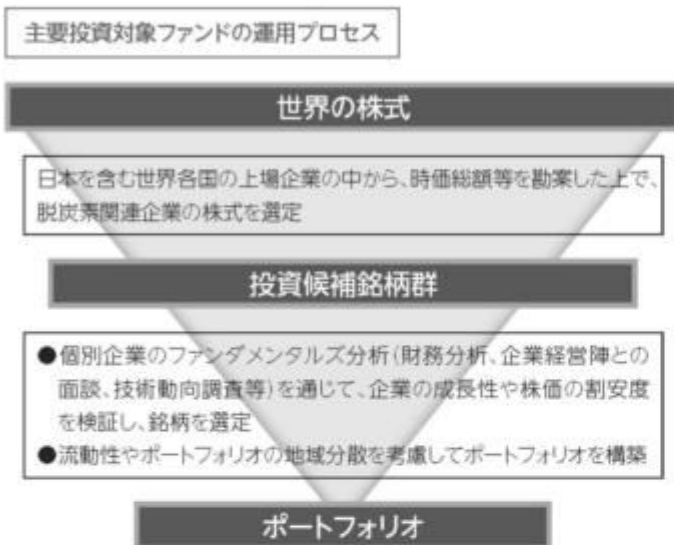 主要投資対象ファンドの運用プロセス
世界の株式
日本を含む世界各国の上場企業の中から、時価総額等を勘案した上で、
脱炭素関連企業の株式を選定
投資候補銘柄群
●個別企業のファンダメンタルズ分析(財務分析、企業経営陣との
面談、技術動向調査等)を通じて、企業の成長性や株価の割安度
を検証し、銘柄を選定
●流動性やポートフォリオの地域分散を考慮してポートフォリオを構築
ポートフォリオ